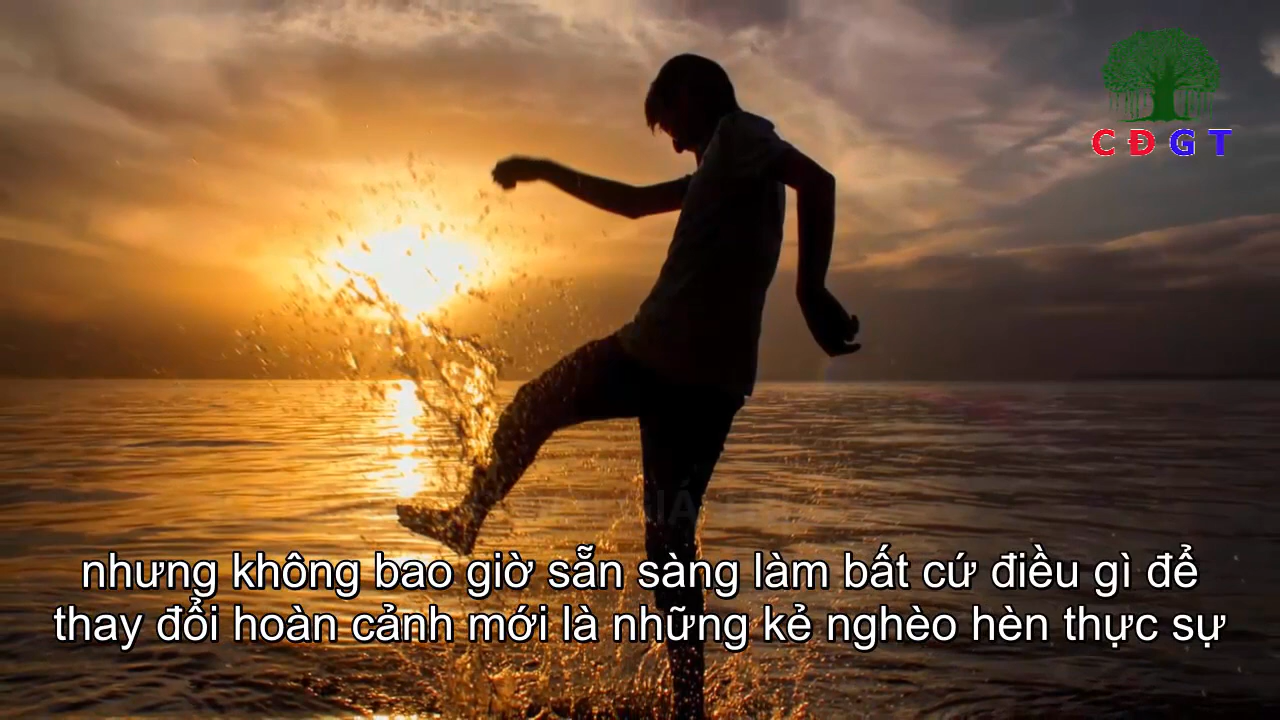 CĐGT
nhưng không bao giờ sẵn sàng làm bất cứ điều gì để
thay đổi hoàn cảnh mới là những kẻ nghèo hèn thực sự